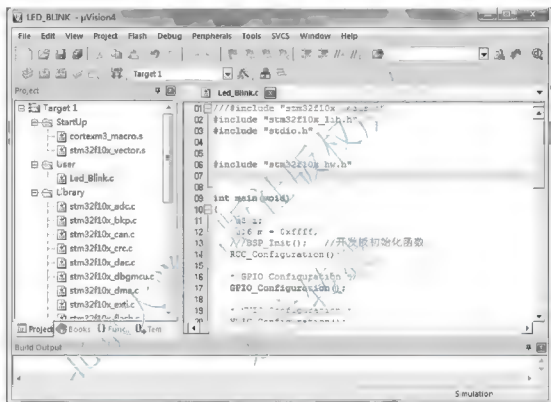 LED_BLINK - µVision4
File Edit View Project Flash Debug Peripherals Tools SVCS Window Help
Target 1
Project
Target 1
StartUp
cortexm3_macro.s
stm32f10x_vector.s
User
Led_Blink.c
Library
stm32f10x_adc.c
stm32f10x_bkp.c
stm32f10x_can.c
stm32f10x_crc.c
stm32f10x_dac.c
stm32f10x_dbgmcu.c
stm32f10x_dma.c
stm32f10x_exti.c
stm32f10x_flash.c
Project Books Func... Tem
Led_Blink.c
01 ///#include "stm32f10x
02 #include "stm32f10x_lib.h"
03 #include "stdio.h"
04
05
06 #include "stm32f10x_hw.h"
07
08
09 int main(void)
10 {
11
12 = 0xffff,
13 //BSP_Init(); //开发板初始化函数
14 RCC_Configuration()
15
16 * GPIO Configuration
17 GPIO_Configuration();
18
19
20
Build Output
Simulation